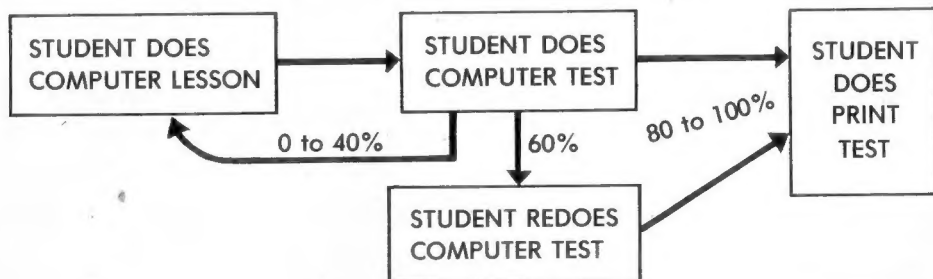 STUDENT DOES
COMPUTER LESSON
STUDENT DOES
COMPUTER TEST
STUDENT
DOES
PRINT
TEST
0 to 40%
60%
80 to 100%
STUDENT REDOES
COMPUTER TEST